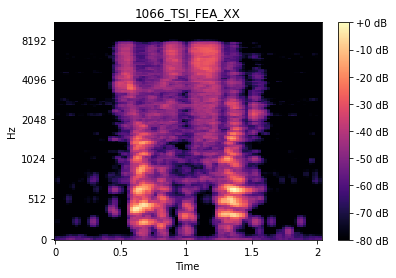 1066_TSI_FEA_XX
Hz
8192
4096
2048
1024
512
0
0
0.5
1
1.5
2
Time
+0 dB
-10 dB
-20 dB
-30 dB
-40 dB
-50 dB
-60 dB
-70 dB
-80 dB